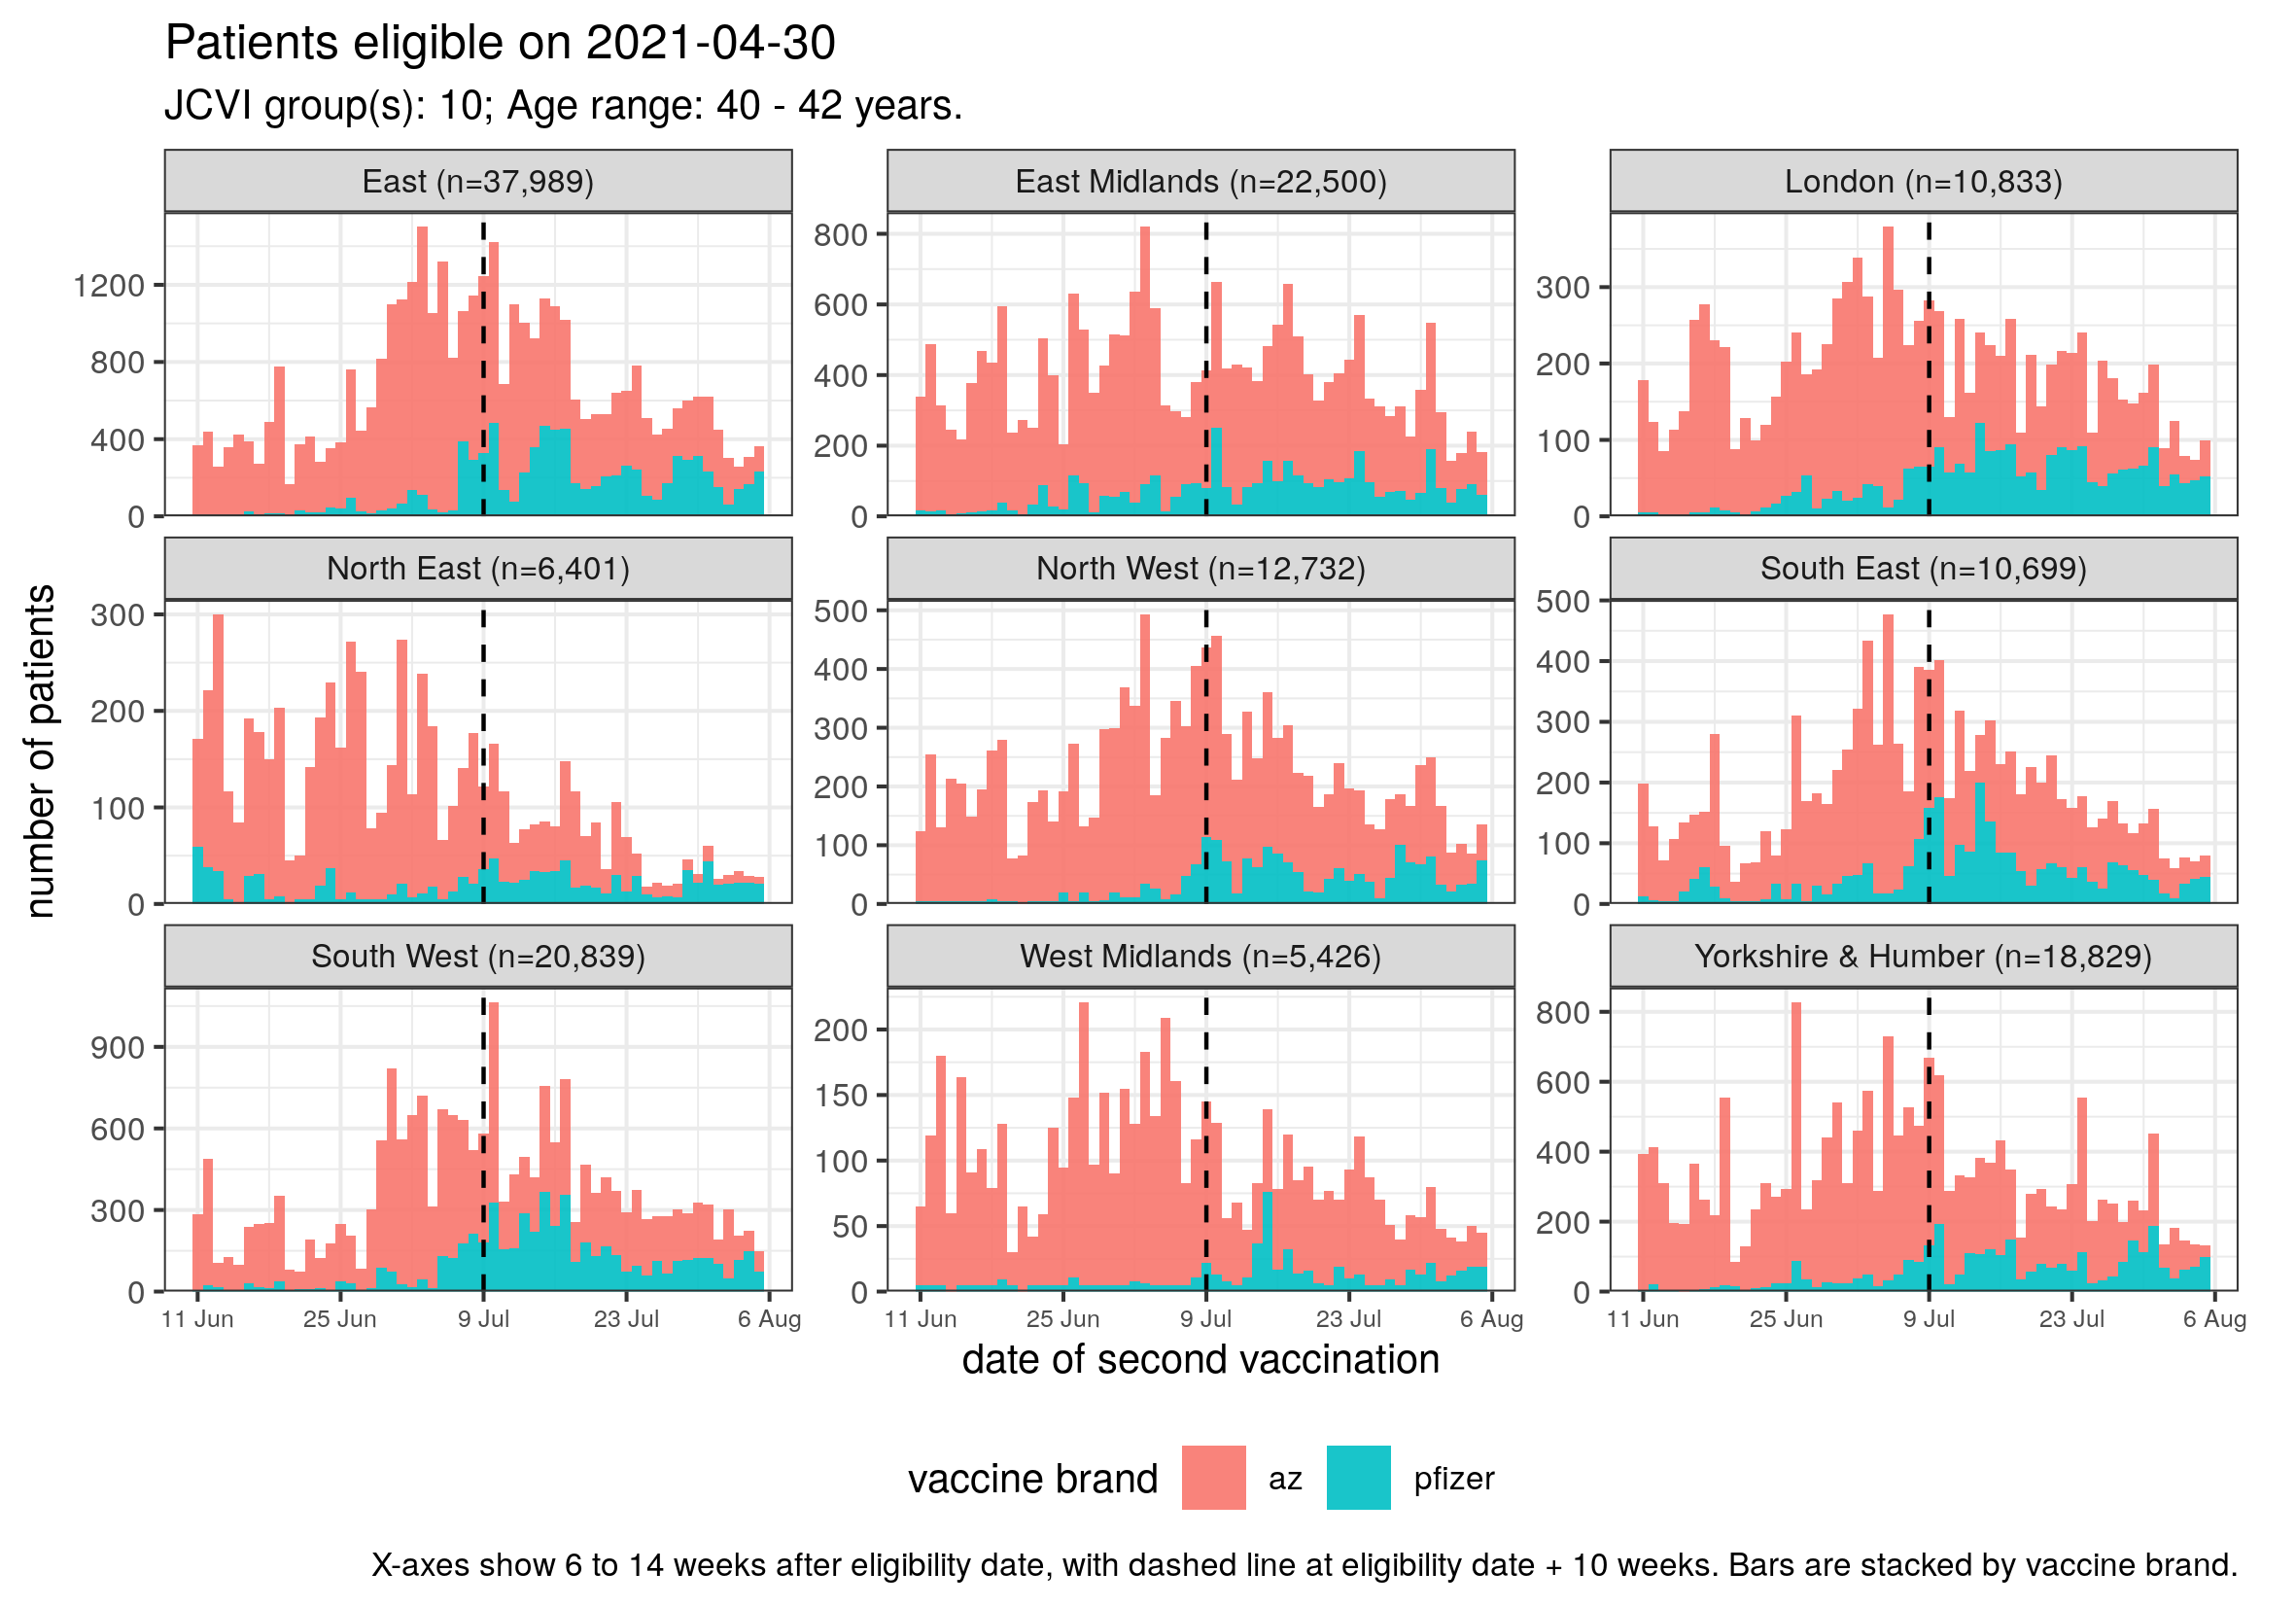 Patients eligible on 2021-04-30
JCVI group(s): 10; Age range: 40 - 42 years.
East (n=37,989)
East Midlands (n=22,500)
London (n=10,833)
1200
800
400
0
800
600
400
200
0
300
200
100
0
North East (n=6,401)
North West (n=12,732)
South East (n=10,699)
300
200
100
0
500
400
300
200
100
0
500
400
300
200
100
0
number of patients
South West (n=20,839)
West Midlands (n=5,426)
Yorkshire & Humber (n=18,829)
900
600
300
0
200
150
100
50
0
800
600
400
200
0
11 Jun 25 Jun 9 Jul 23 Jul 6 Aug
11 Jun 25 Jun 9 Jul 23 Jul 6 Aug
11 Jun 25 Jun 9 Jul 23 Jul 6 Aug
date of second vaccination
vaccine brand az pfizer
X-axes show 6 to 14 weeks after eligibility date, with dashed line at eligibility date + 10 weeks. Bars are stacked by vaccine brand.